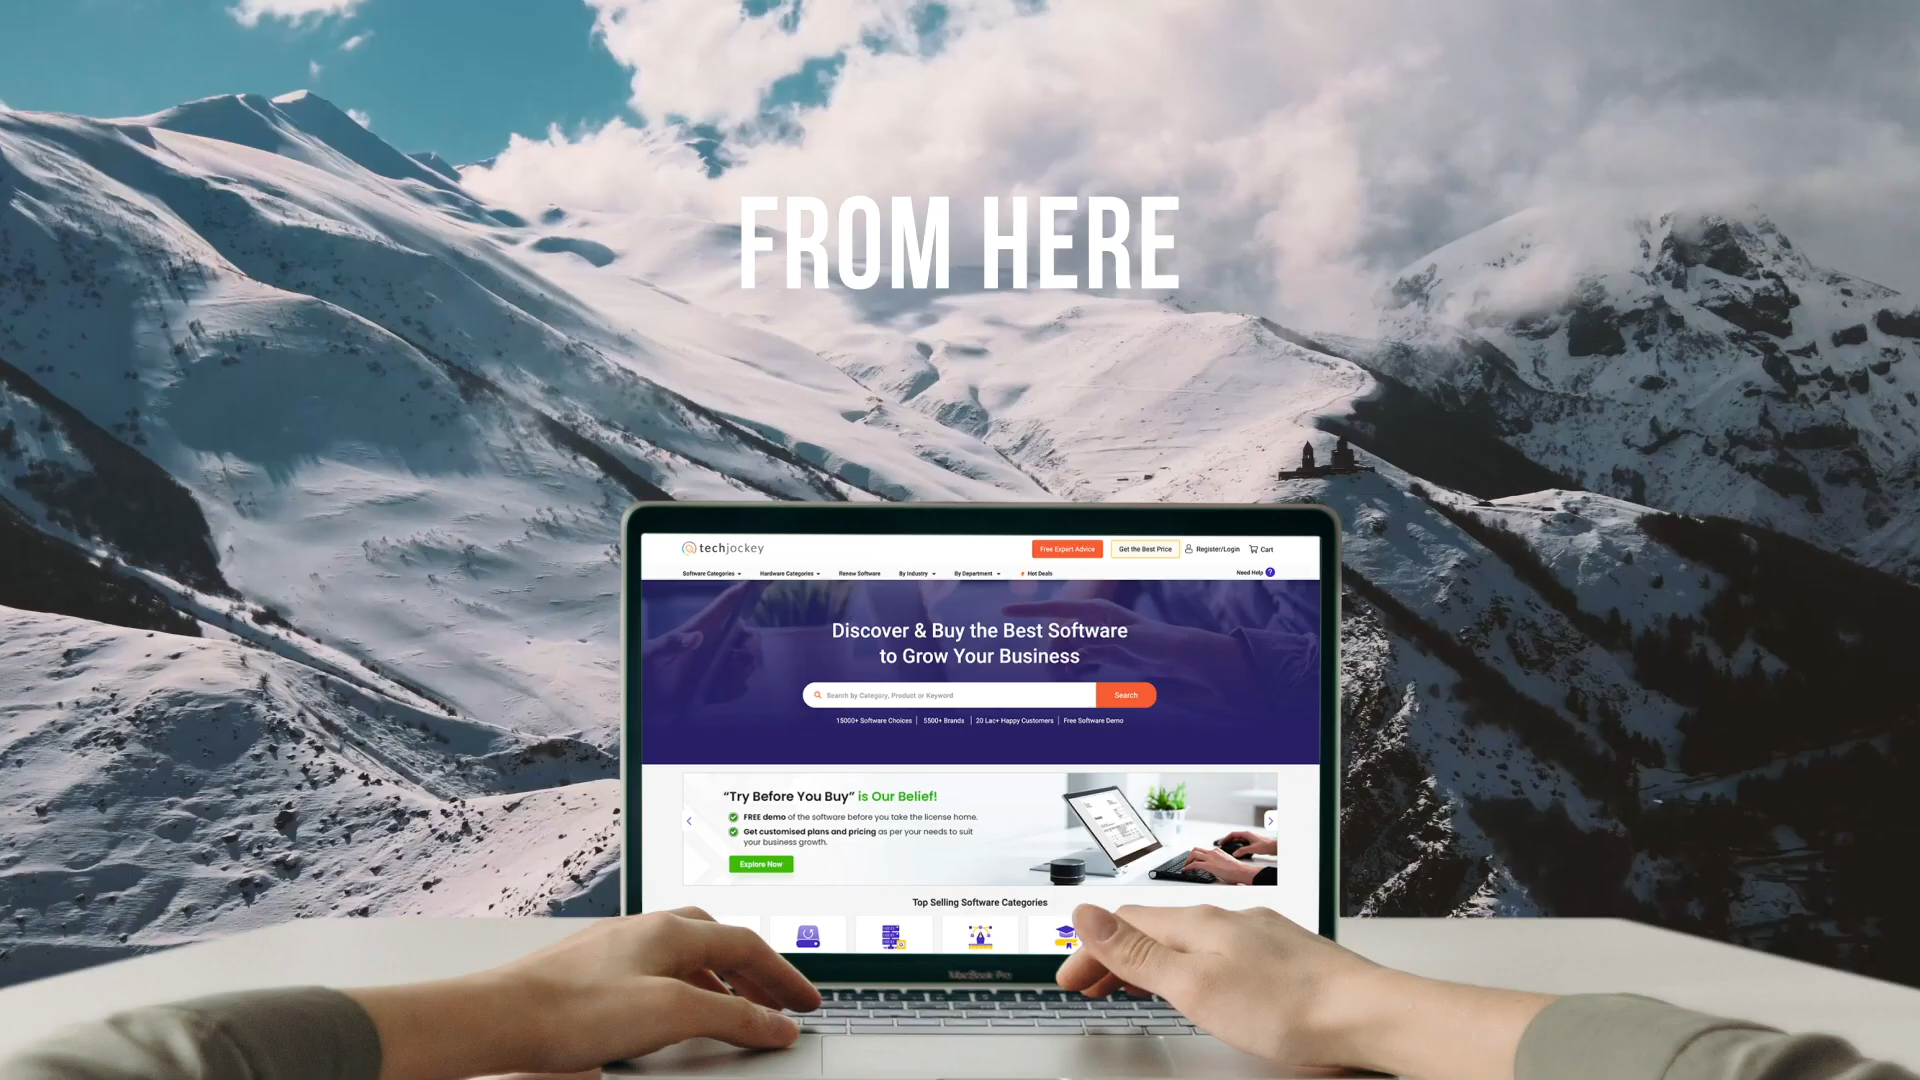 FROM HERE
techjockey
Free Expert Advice
Get the Best Price
Register/Login
Cart
Software Categories
Hardware Categories
Renew Software
By Industry
By Department
Hot Deals
Need Help ?
Discover & Buy the Best Software
to Grow Your Business
Search by Category, Product or Keyword
Search
15000+ Software Choices | 5500+ Brands | 20 Lac+ Happy Customers | Free Software Demo
“Try Before You Buy” is Our Belief!
FREE demo of the software before you take the license home.
Get customised plans and pricing as per your needs to suit
your business growth.
Explore Now
Top Selling Software Categories
MacBook Pro